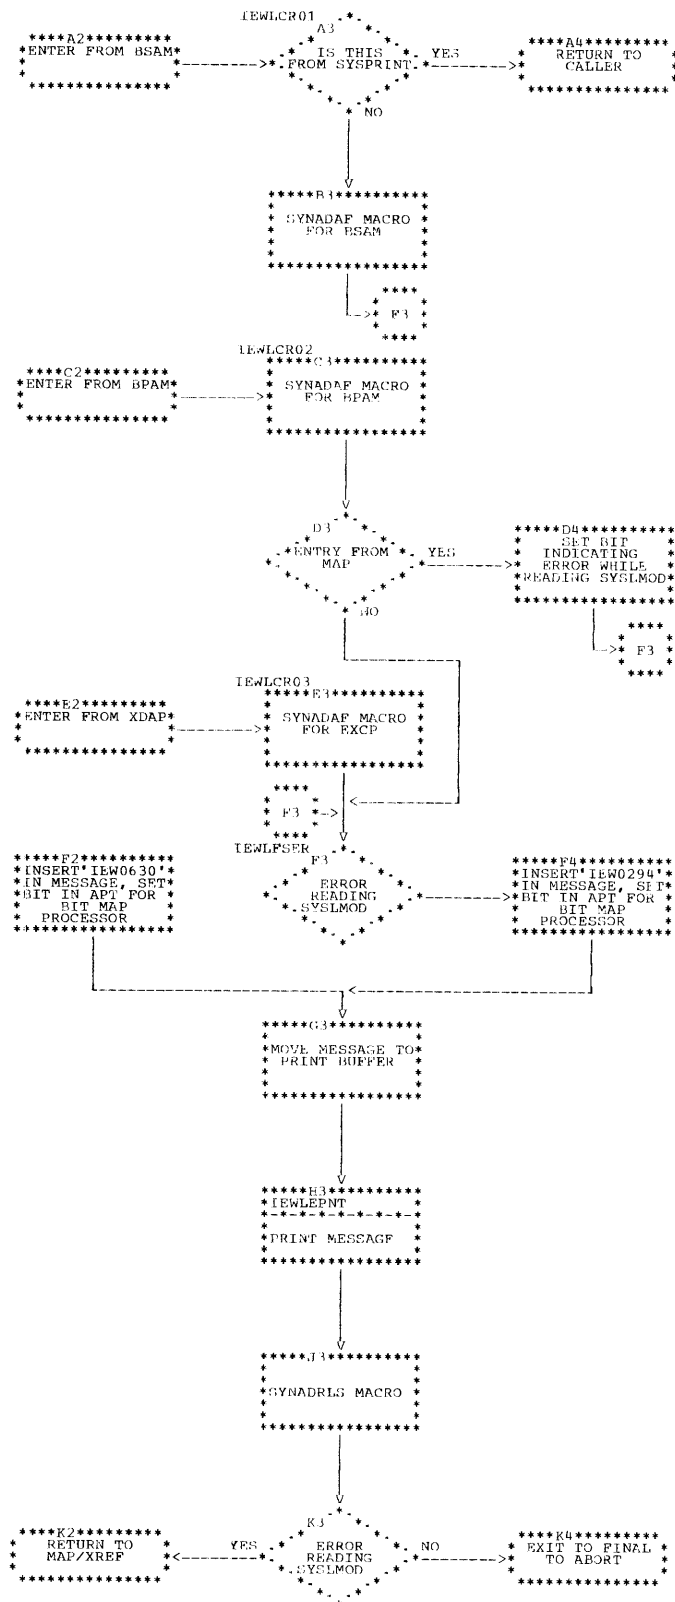 IEWLCR01
A2
ENTER FROM BSAM
A3
IS THIS
FROM SYSPRINT
YES
NO
A4
RETURN TO
CALLER
B3
SYNADAF MACRO
FOR BSAM
F3
IEWLCR02
C2
ENTER FROM BPAM
C3
SYNADAF MACRO
FOR BPAM
D3
ENTRY FROM
MAP
YES
NO
D4
SET BIT
INDICATING
ERROR WHILE
READING SYSLMOD
F3
IEWLCR03
E2
ENTER FROM XDAP
E3
SYNADAF MACRO
FOR EXCP
F3
IEWLFSER
F2
INSERT'IEW0630'
IN MESSAGE, SET
BIT IN APT FOR
BIT MAP
PROCESSOR
F3
ERROR
READING
SYSLMOD
F4
INSERT'IEW0294'
IN MESSAGE, SET
BIT IN APT FOR
BIT MAP
PROCESSOR
G3
MOVE MESSAGE TO
PRINT BUFFER
H3
IEWLEPNT
PRINT MESSAGE
J3
SYNADRLS MACRO
K2
RETURN TO
MAP/XREF
YES
K3
ERROR
READING
SYSLMOD
NO
K4
EXIT TO FINAL
TO ABORT